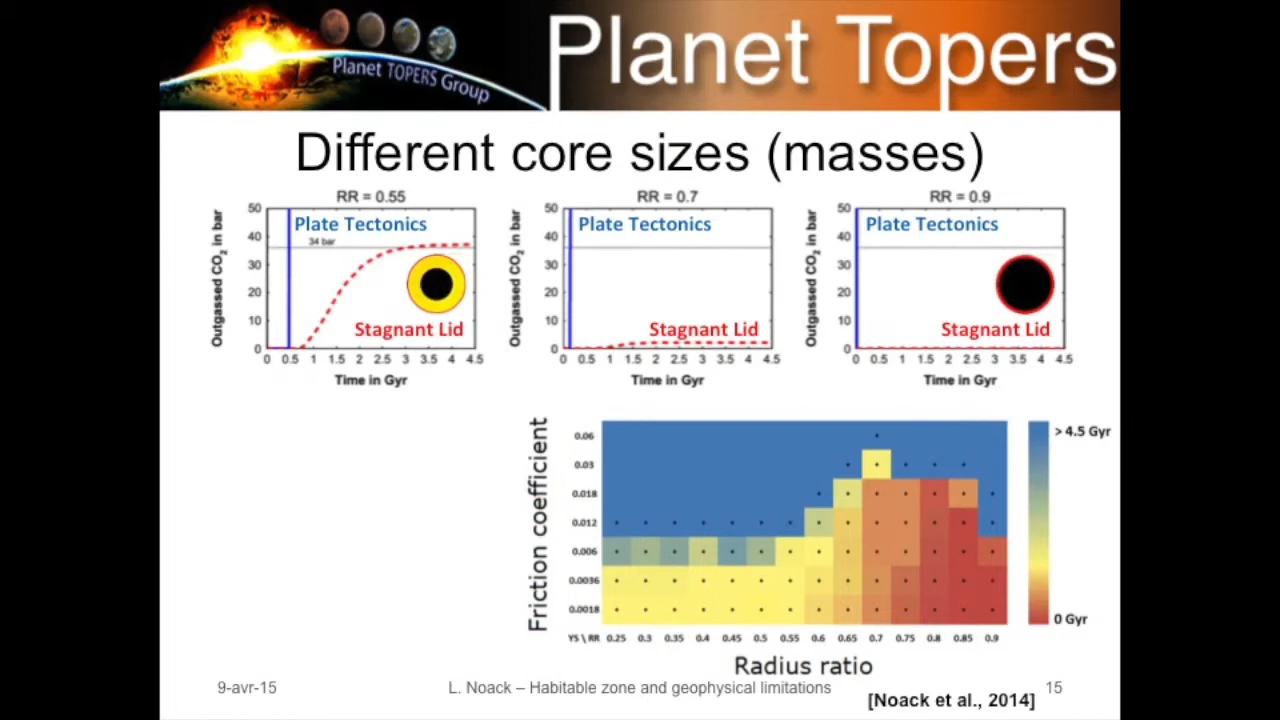 Planet TOPERS Group
Planet Topers
Different core sizes (masses)
RR = 0.55
Outgassed CO₂ in bar
50
40
30
20
10
0
Plate Tectonics
34 bar
Stagnant Lid
0 0.5 1 1.5 2 2.5 3 3.5 4 4.5
Time in Gyr
RR = 0.7
Outgassed CO₂ in bar
50
40
30
20
10
0
Plate Tectonics
Stagnant Lid
0 0.5 1 1.5 2 2.5 3 3.5 4 4.5
Time in Gyr
RR = 0.9
Outgassed CO₂ in bar
50
40
30
20
10
0
Plate Tectonics
Stagnant Lid
0 0.5 1 1.5 2 2.5 3 3.5 4 4.5
Time in Gyr
Friction coefficient
0.06
0.03
0.018
0.012
0.006
0.0036
0.0018
YS \ RR 0.25 0.3 0.35 0.4 0.45 0.5 0.55 0.6 0.65 0.7 0.75 0.8 0.85 0.9
Radius ratio
> 4.5 Gyr
0 Gyr
9-avr-15
L. Noack – Habitable zone and geophysical limitations
15
[Noack et al., 2014]